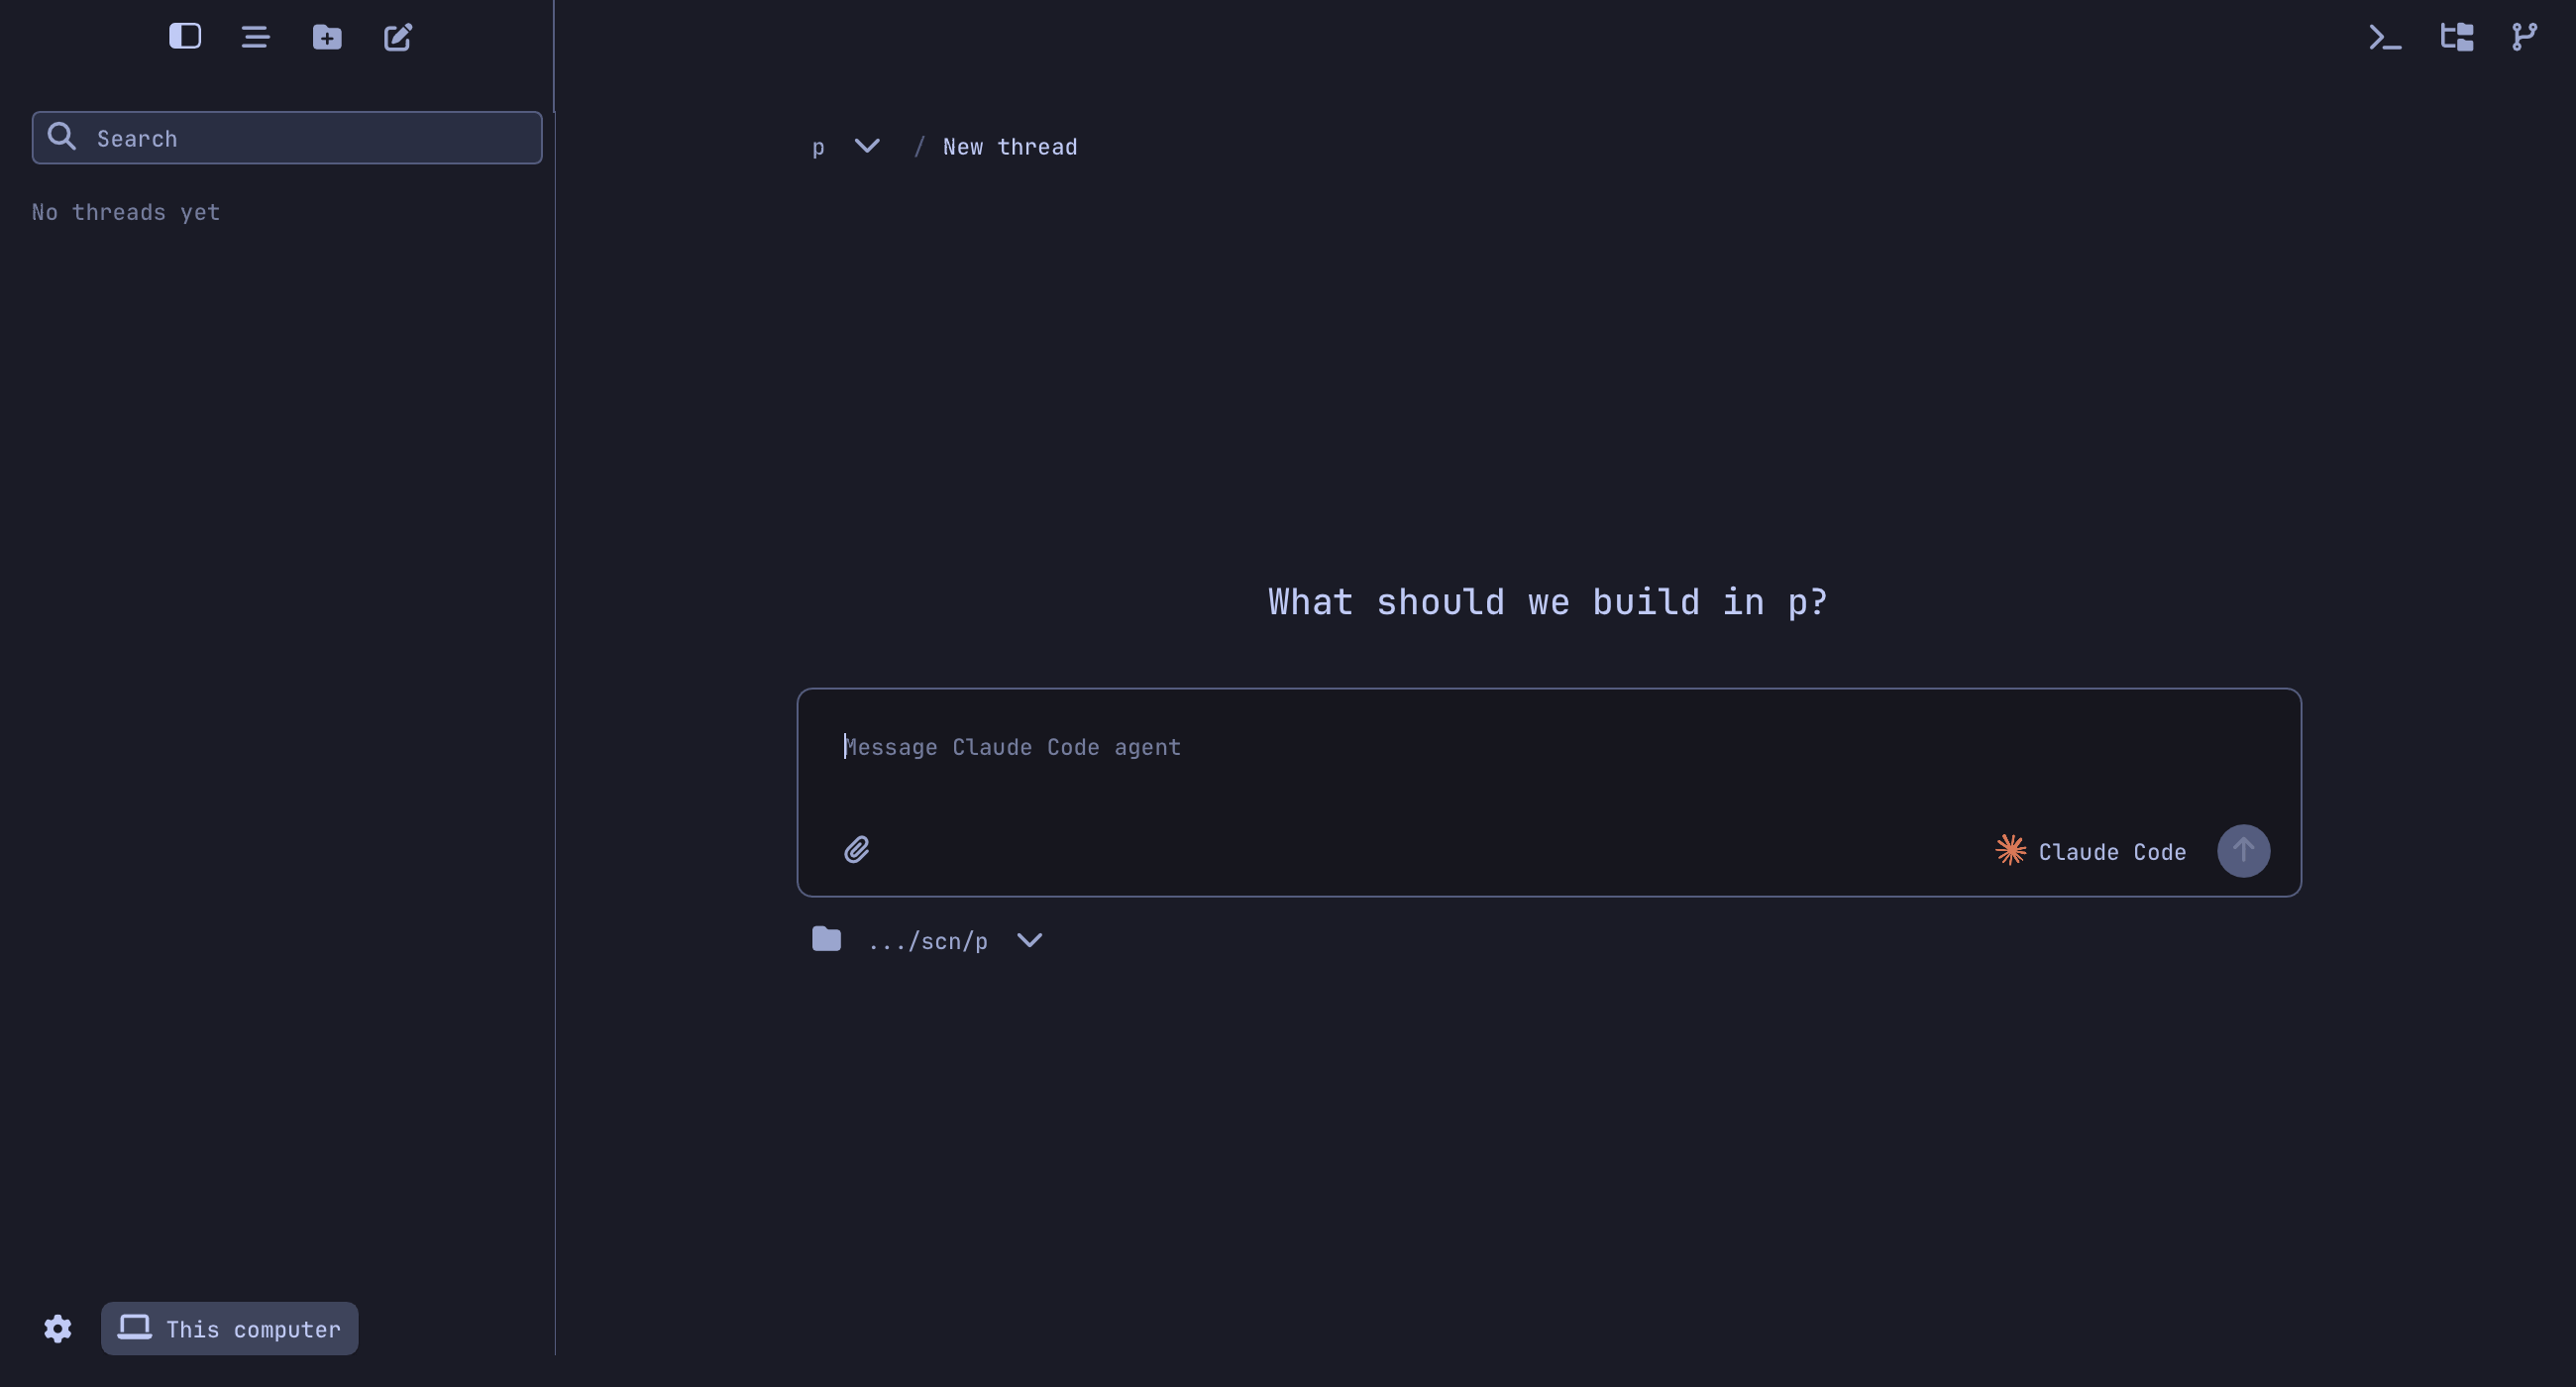 Search
No threads yet
p / New thread
What should we build in p?
Message Claude Code agent
Claude Code
.../scn/p
This computer